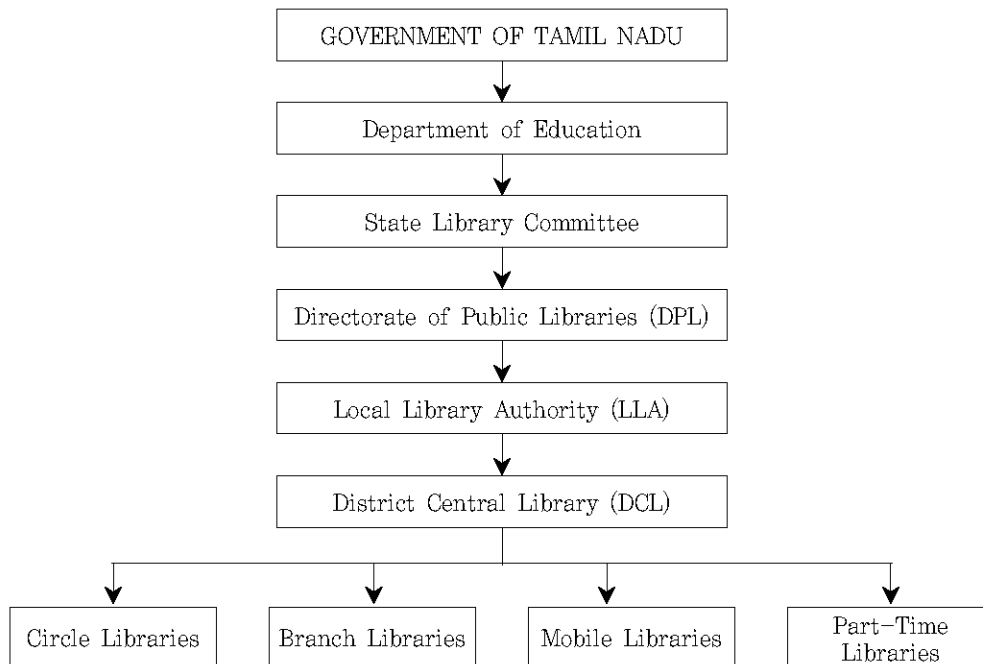 GOVERNMENT OF TAMIL NADU
Department of Education
State Library Committee
Directorate of Public Libraries (DPL)
Local Library Authority (LLA)
District Central Library (DCL)
Circle Libraries
Branch Libraries
Mobile Libraries
Part-Time
Libraries